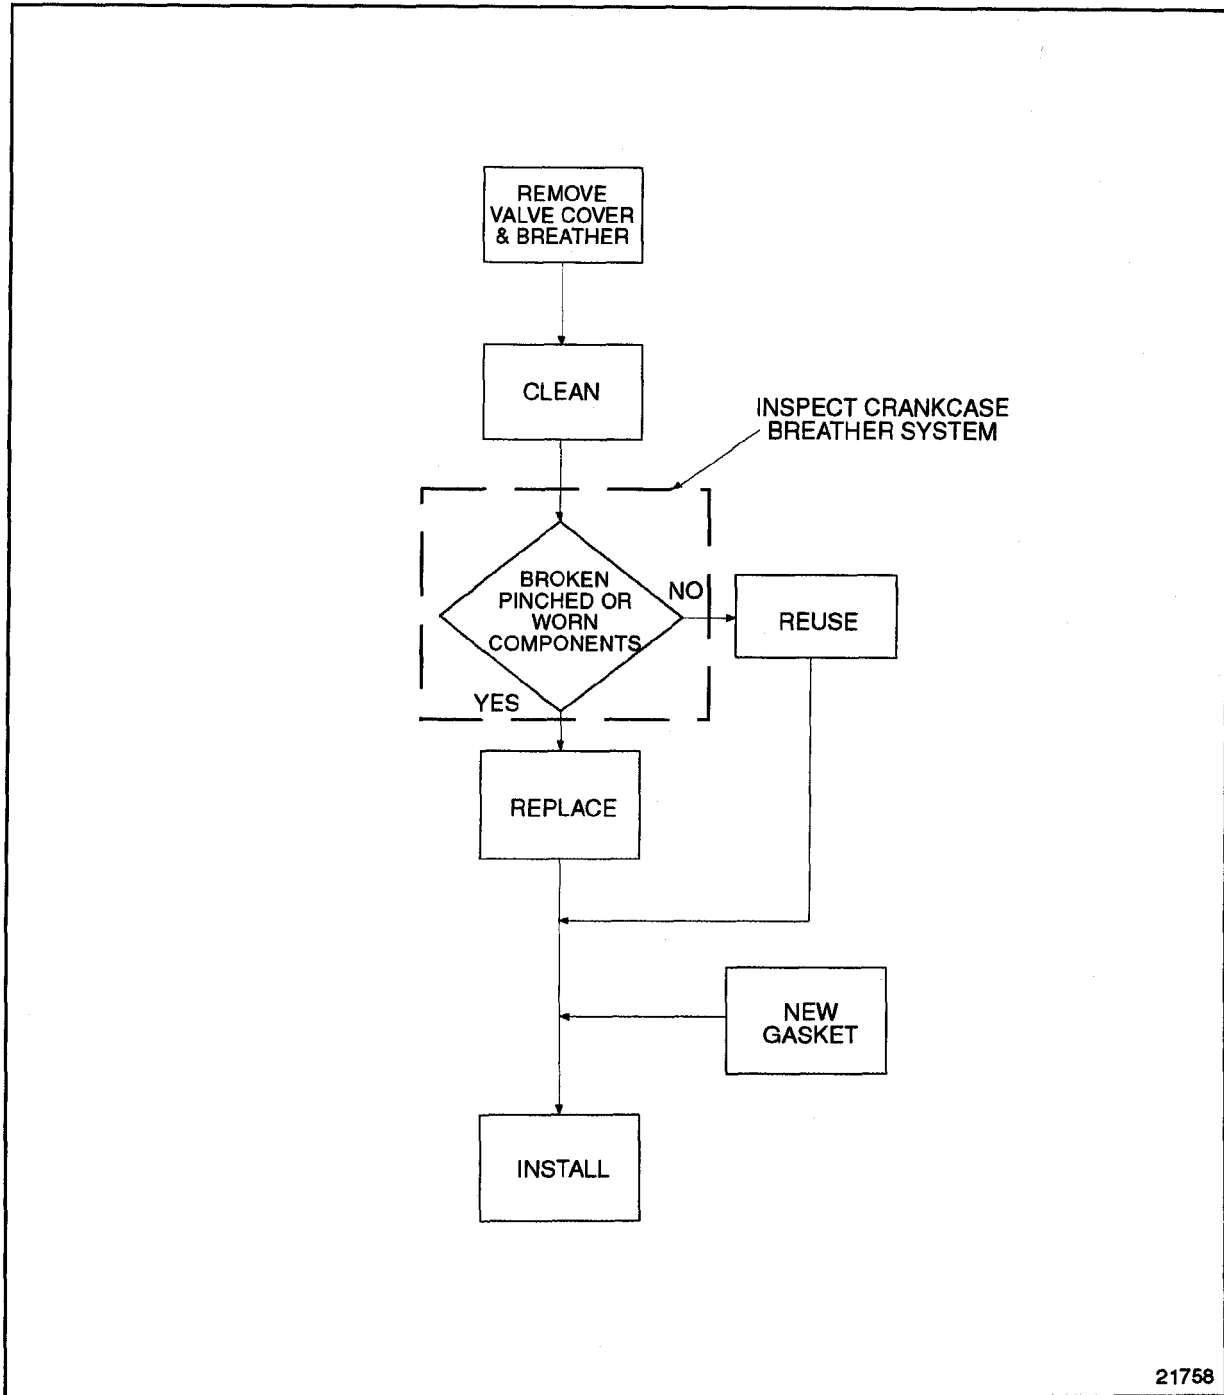 REMOVE
VALVE COVER
& BREATHER
CLEAN
INSPECT CRANKCASE
BREATHER SYSTEM
BROKEN
PINCHED OR
WORN
COMPONENTS
NO
REUSE
YES
REPLACE
NEW
GASKET
INSTALL
21758